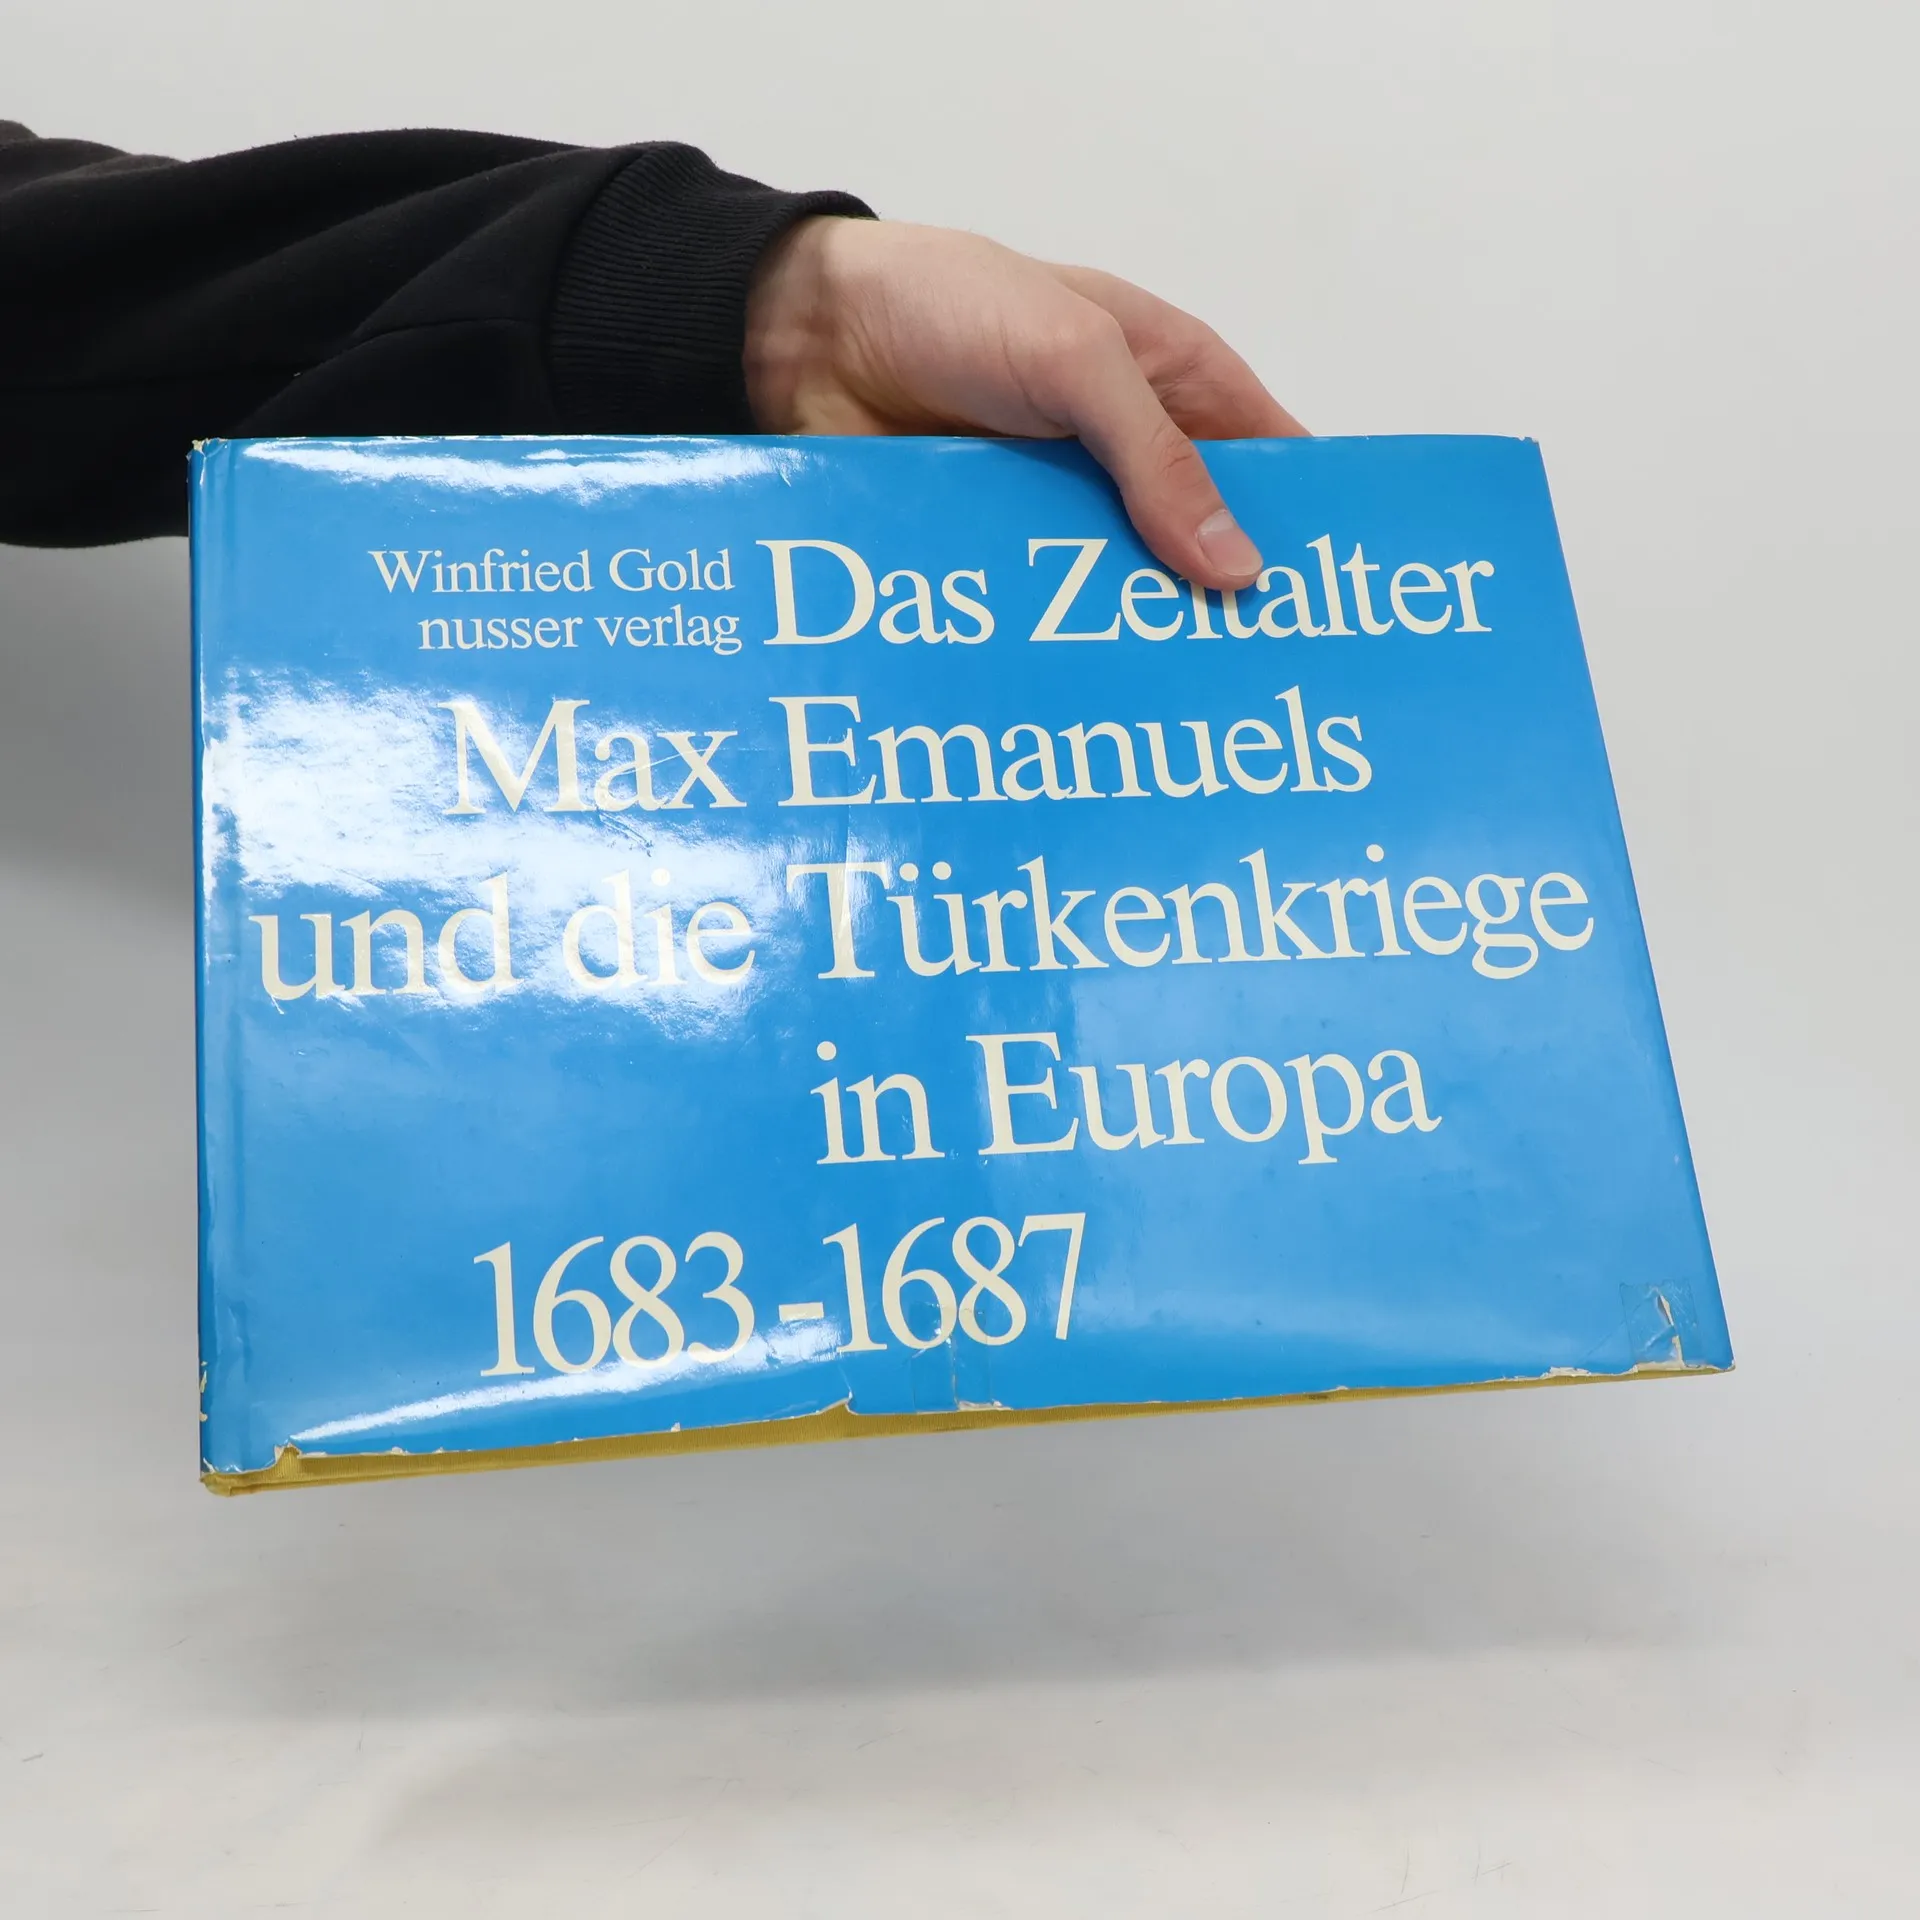 Winfried Gold
nusser verlag
Das Zeitalter
Max Emanuels
und die Türkenkriege
in Europa
1683-1687